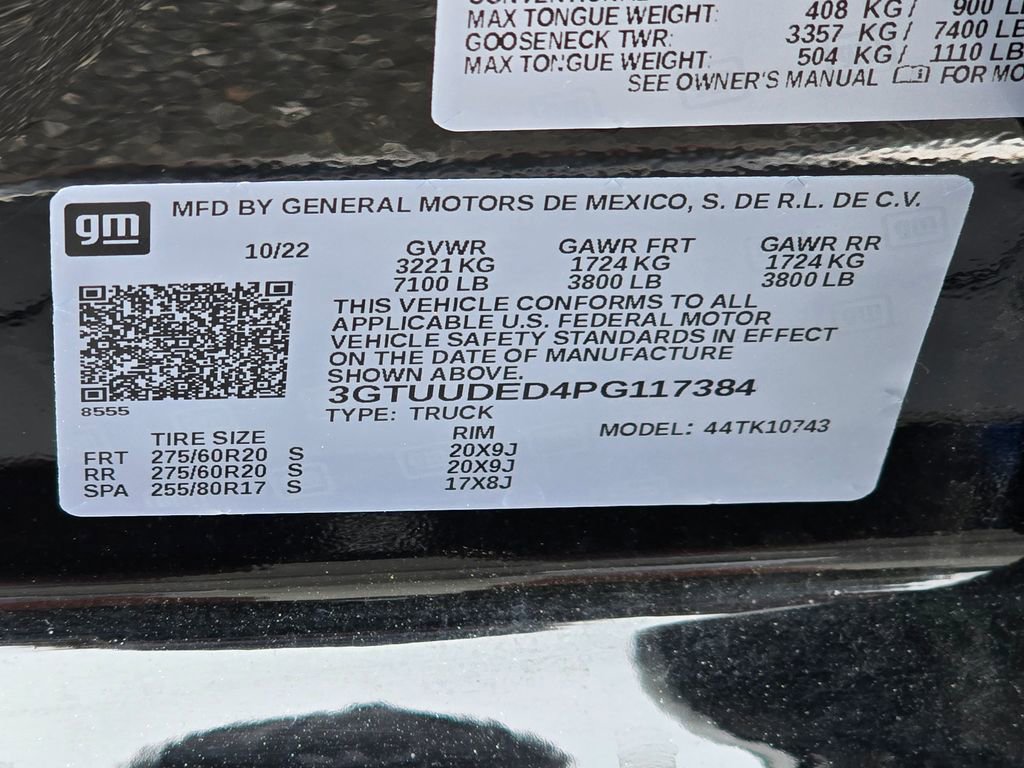 MAX TONGUE WEIGHT: 408 KG/ 900 L
GOOSENECK TWR: 3357 KG/ 7400 LB
MAX TONGUE WEIGHT: 504 KG/ 1110 LB
SEE OWNER'S MANUAL FOR MO
gm
MFD BY GENERAL MOTORS DE MEXICO, S. DE R.L. DE C.V.
10/22 GVWR GAWR FRT GAWR RR
3221 KG 1724 KG 1724 KG
7100 LB 3800 LB 3800 LB
THIS VEHICLE CONFORMS TO ALL
APPLICABLE U.S. FEDERAL MOTOR
VEHICLE SAFETY STANDARDS IN EFFECT
ON THE DATE OF MANUFACTURE
SHOWN ABOVE.
3GTUUDED4PG117384
8555
TYPE: TRUCK
TIRE SIZE RIM MODEL: 44TK10743
FRT 275/60R20 S 20X9J
RR 275/60R20 S 20X9J
SPA 255/80R17 S 17X8J